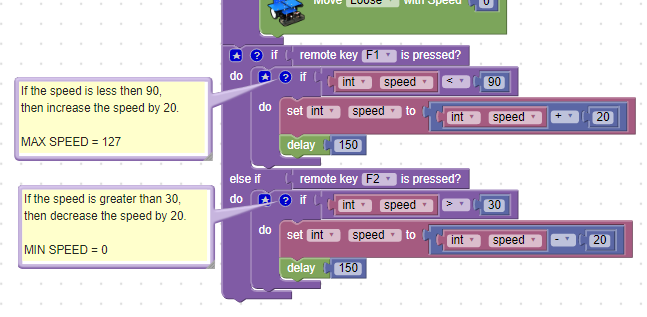 Move Loose with Speed 0
if remote key F1 is pressed?
do if int speed < 90
If the speed is less then 90,
then increase the speed by 20.
MAX SPEED = 127
do set int speed to int speed + 20
delay 150
else if remote key F2 is pressed?
do if int speed > 30
If the speed is greater than 30,
then decrease the speed by 20.
MIN SPEED = 0
do set int speed to int speed - 20
delay 150